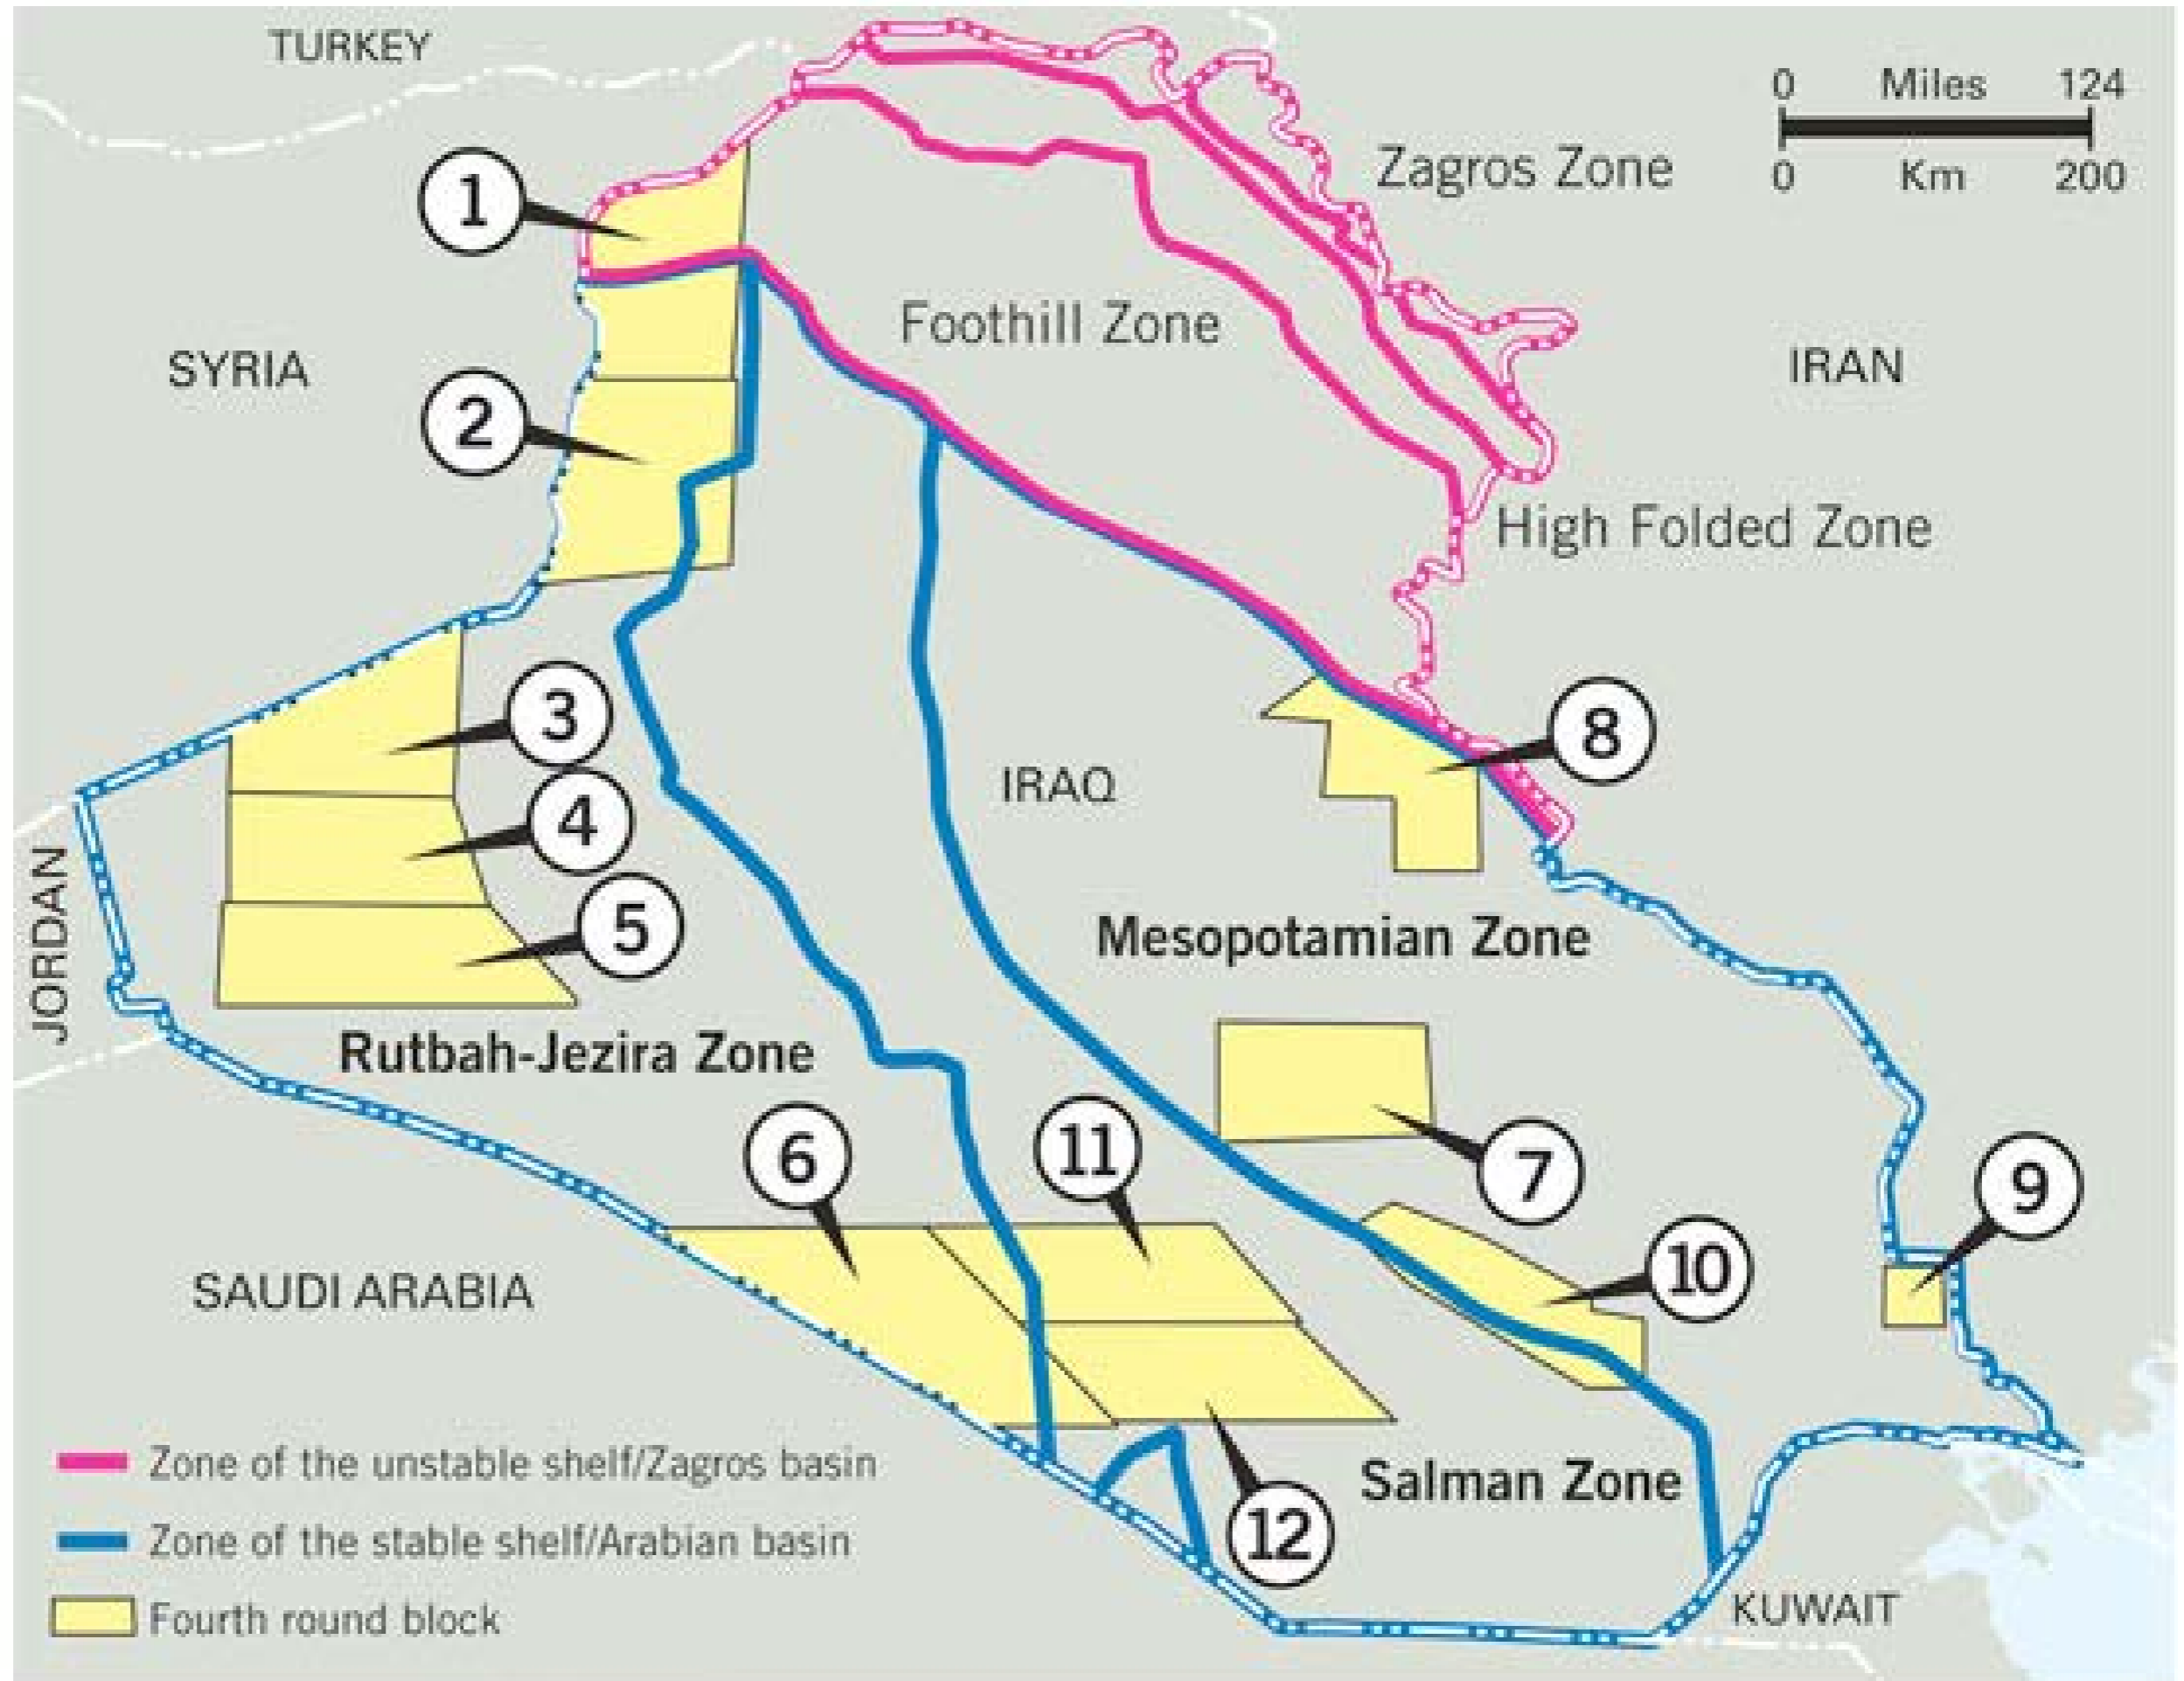 TURKEY
0 Miles 124
0 Km 200
Zagros Zone
1
Foothill Zone
SYRIA
IRAN
2
High Folded Zone
3
8
IRAQ
4
JORDAN
5
Mesopotamian Zone
Rutbah-Jezira Zone
6
11
7
9
10
SAUDI ARABIA
Zone of the unstable shelf/Zagros basin
Salman Zone
Zone of the stable shelf/Arabian basin
12
Fourth round block
KUWAIT